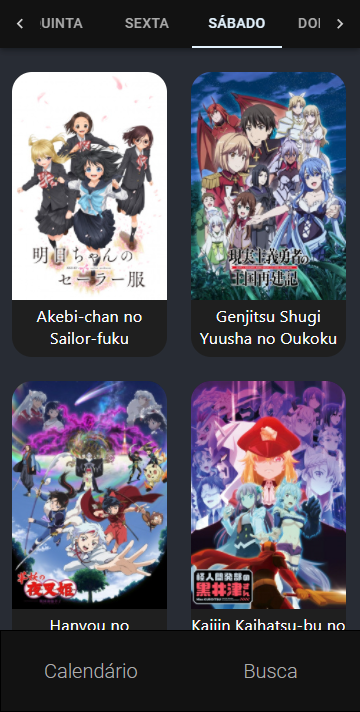 QUINTA SEXTA SÁBADO DO
明日ちゃんの
セーラー服
現実主義勇者の
王国再建記
Akebi-chan no
Sailor-fuku
Genjitsu Shugi
Yuusha no Oukoku
半妖の
夜叉姫
怪人開発部の
黒井津さん
Hanyou no
Kaijin Kaihatsu-bu no
Calendário
Busca